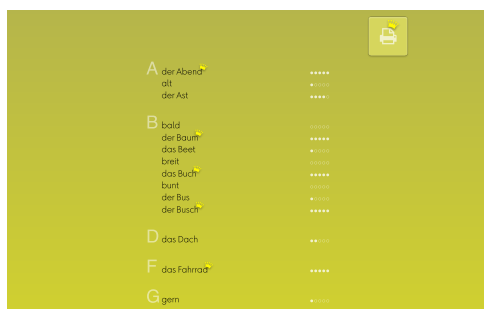 A der Abend
alt
der Ast
B bald
der Baum
das Beet
breit
das Buch
bunt
der Bus
der Busch
D das Dach
F das Fahrrad
G gern